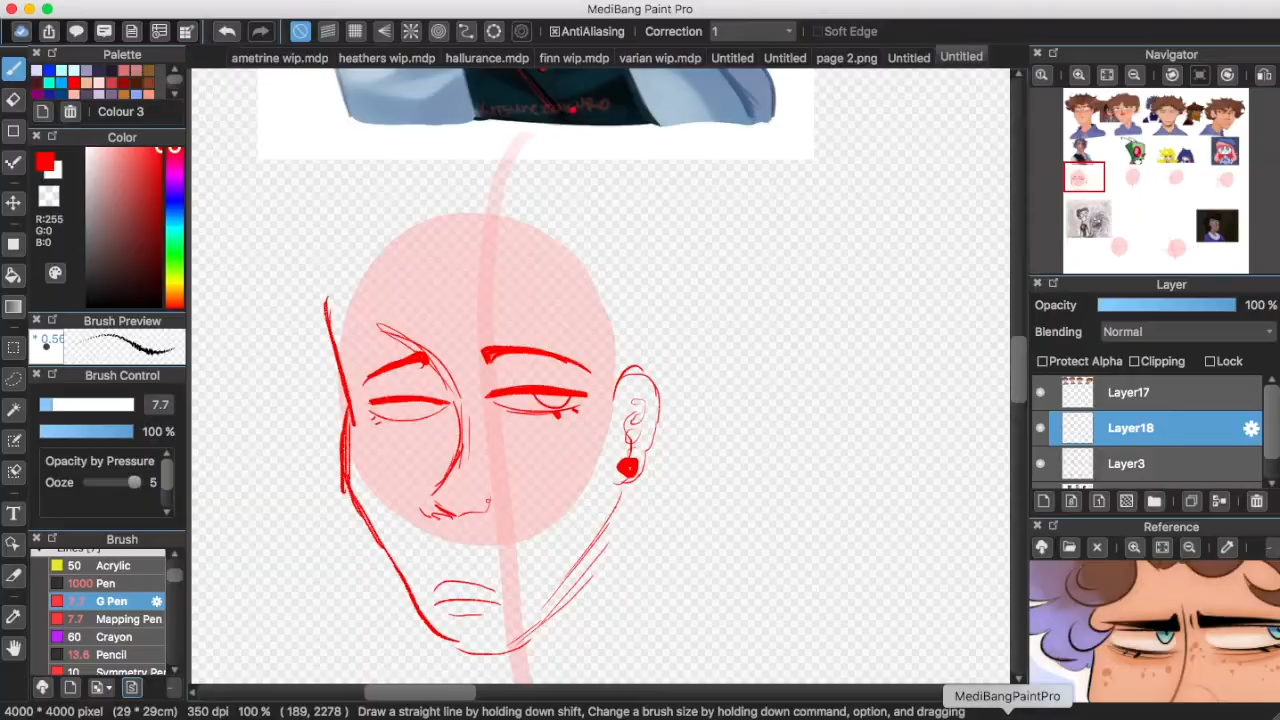 MediBang Paint Pro
AntiAliasing Correction 1 Soft Edge
Palette
ametrine wip.mdp heathers wip.mdp hallurance.mdp finn wip.mdp varian wip.mdp Untitled Untitled page 2.png Untitled Untitled
Navigator
Colour 3
Color
R:255
G:0
B:0
Brush Preview
* 0.56
Brush Control
7.7
100 %
Opacity by Pressure
Ooze 5
Brush
50 Acrylic
1000 Pen
7.7 G Pen
7.7 Mapping Pen
60 Crayon
13.6 Pencil
10 Symmetry Pen
Layer
Opacity 100 %
Blending Normal
Protect Alpha Clipping Lock
Layer17
Layer18
Layer3
Reference
MediBangPaintPro
4000 * 4000 pixel (29 * 29cm) 350 dpi 100 % ( 189, 2278 ) Draw a straight line by holding down shift, Change a brush size by holding down command, option, and dragging